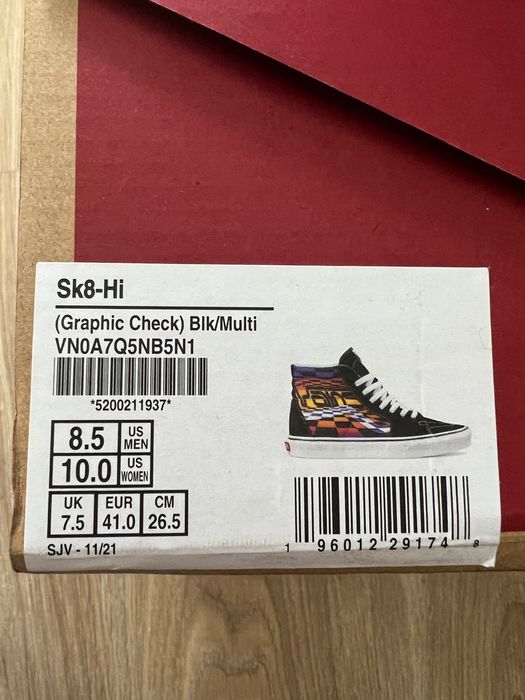 Sk8-Hi
(Graphic Check) Blk/Multi
VN0A7Q5NB5N1
*5200211937*
8.5 US MEN
10.0 US WOMEN
UK 7.5
EUR 41.0
CM 26.5
SJV - 11/21
1 96012 29174 8